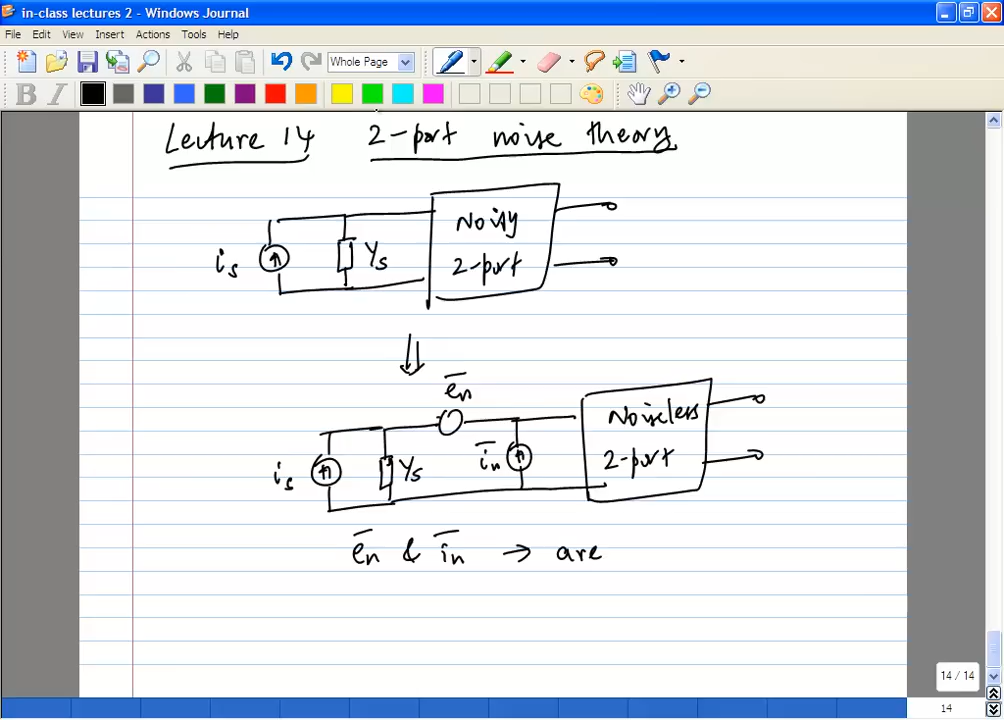 in-class lectures 2 - Windows Journal
File Edit View Insert Actions Tools Help
Whole Page
B I
Lecture 14 2-port noise theory
Noisy
is Ys
2-port
en
Noiseless
in
is Ys 2-port
en & in → are
14 / 14
14